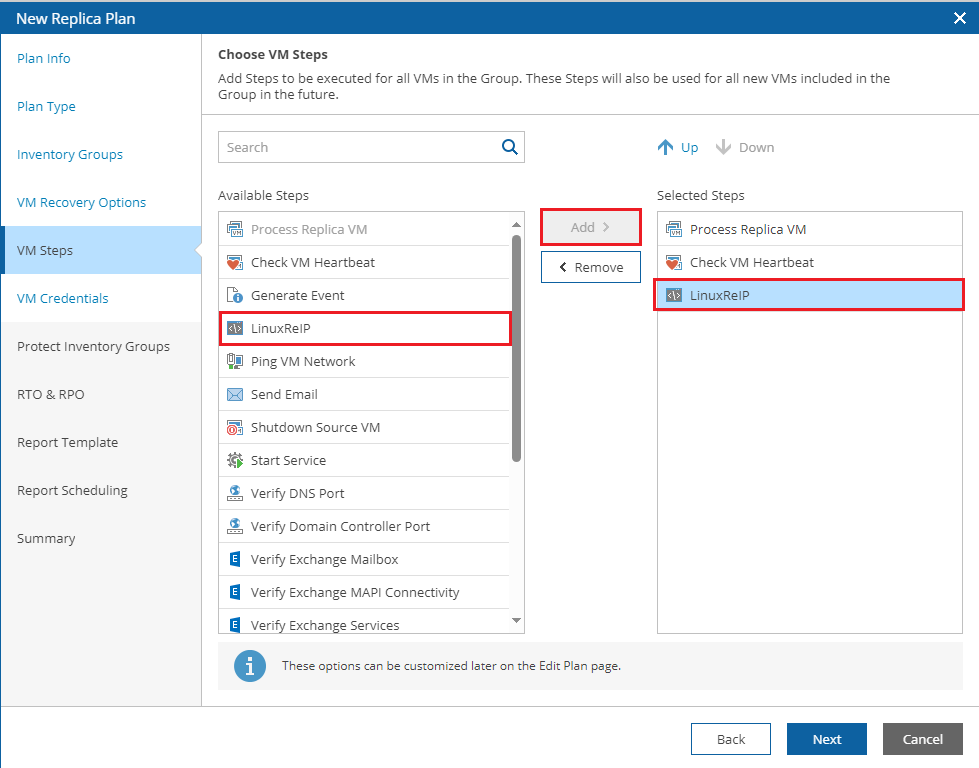 New Replica Plan
Plan Info
Plan Type
Inventory Groups
VM Recovery Options
VM Steps
VM Credentials
Protect Inventory Groups
RTO & RPO
Report Template
Report Scheduling
Summary
Choose VM Steps
Add Steps to be executed for all VMs in the Group. These Steps will also be used for all new VMs included in the
Group in the future.
Search
Available Steps
Process Replica VM
Check VM Heartbeat
Generate Event
LinuxReIP
Ping VM Network
Send Email
Shutdown Source VM
Start Service
Verify DNS Port
Verify Domain Controller Port
Verify Exchange Mailbox
Verify Exchange MAPI Connectivity
Verify Exchange Services
Add
Remove
Up Down
Selected Steps
Process Replica VM
Check VM Heartbeat
LinuxReIP
These options can be customized later on the Edit Plan page.
Back Next Cancel